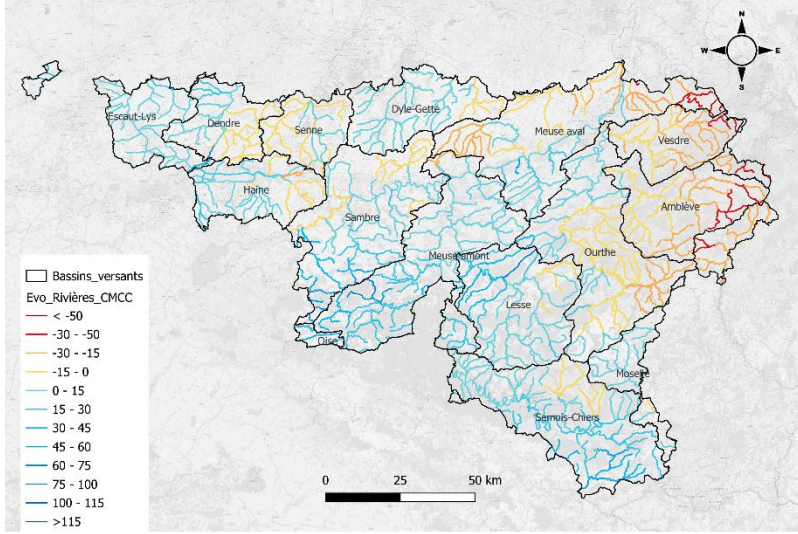 N
W E
S
Escaut-Lys
Dendre
Senne
Dyle-Gette
Meuse aval
Vesdre
Haine
Sambre
Amblève
Meuse amont
Ourthe
Lesse
Oise
Moselle
Semois-Chiers
Bassins_versants
Evo_Rivières_CMCC
< -50
-30 - -50
-30 - -15
-15 - 0
0 - 15
15 - 30
30 - 45
45 - 60
60 - 75
75 - 100
100 - 115
>115
0 25 50 km